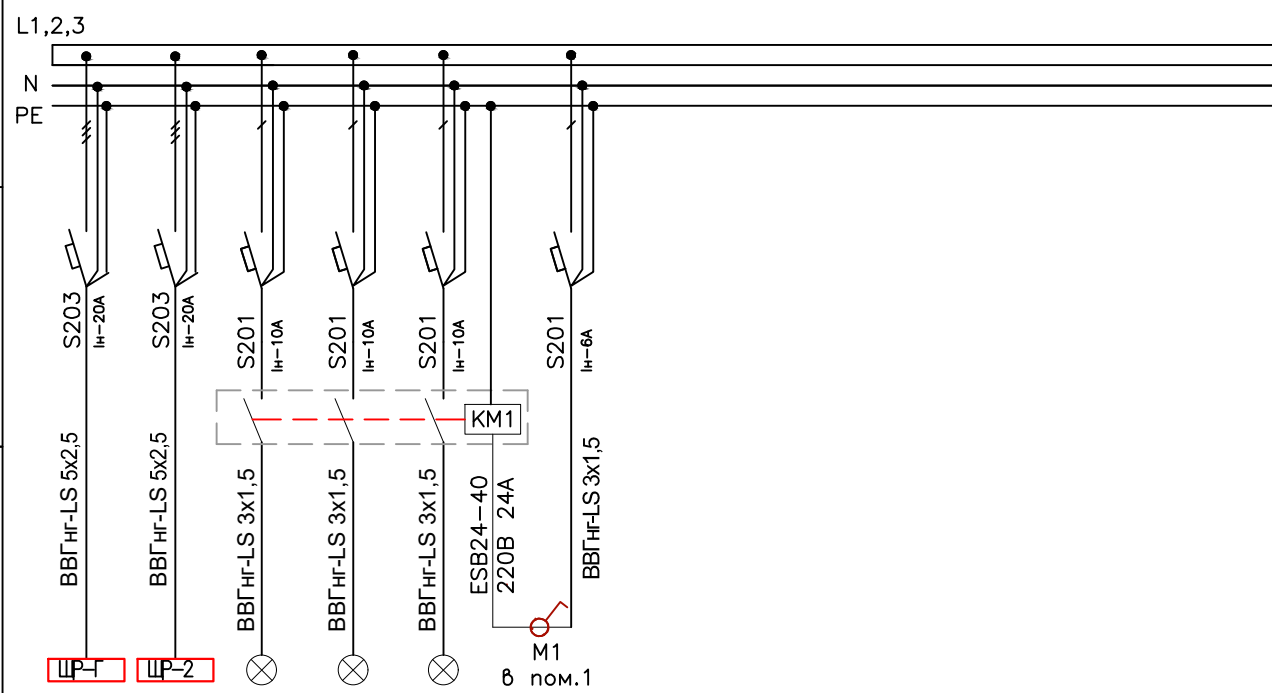 L1,2,3
N
PE
S203
Iн-20А
S203
Iн-20А
S201
Iн-10А
S201
Iн-10А
S201
Iн-10А
S201
Iн-6А
KM1
ВВГнг-LS 5х2,5
ВВГнг-LS 5х2,5
ВВГнг-LS 3х1,5
ВВГнг-LS 3х1,5
ВВГнг-LS 3х1,5
ESB24-40
220В 24А
ВВГнг-LS 3х1,5
ЩР-Г
ЩР-2
М1
в пом.1